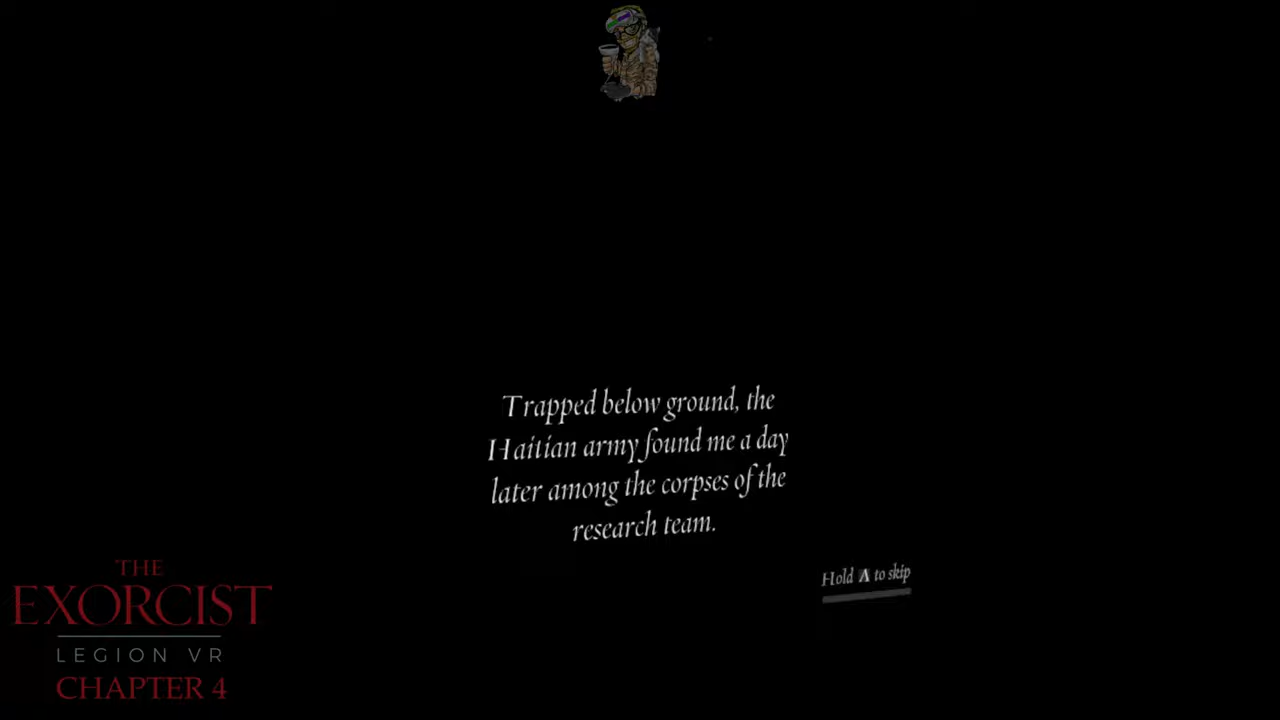 Trapped below ground, the
Haitian army found me a day
later among the corpses of the
research team.
Hold A to skip
THE
EXORCIST
LEGION VR
CHAPTER 4